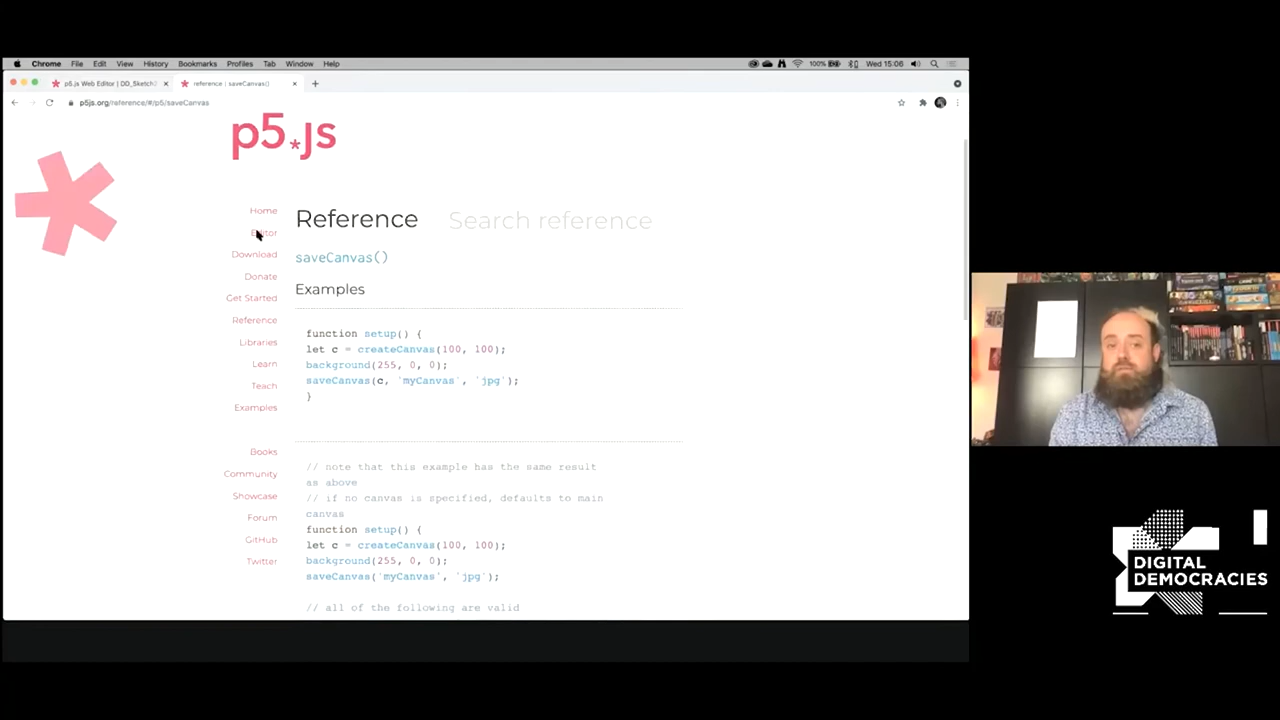 Chrome File Edit View History Bookmarks Profiles Tab Window Help
100% Wed 15:06
p5.js Web Editor | DD_Sketch
reference | saveCanvas()
p5js.org/reference/#/p5/saveCanvas
p5*js
Home
Editor
Download
Donate
Get Started
Reference
Libraries
Learn
Teach
Examples
Books
Community
Showcase
Forum
GitHub
Twitter
Reference Search reference
saveCanvas()
Examples
function setup() {
let c = createCanvas(100, 100);
background(255, 0, 0);
saveCanvas(c, 'myCanvas', 'jpg');
}
// note that this example has the same result
as above
// if no canvas is specified, defaults to main
canvas
function setup() {
let c = createCanvas(100, 100);
background(255, 0, 0);
saveCanvas('myCanvas', 'jpg');
// all of the following are valid
DIGITAL
DEMOCRACIES